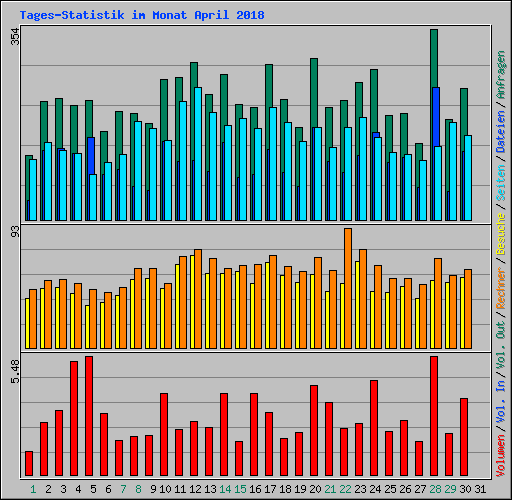 Tages-Statistik im Monat April 2018
354
93
5.48
Volumen / Vol. In / Vol. Out / Rechner / Besuche / Seiten / Dateien / Anfragen
1 2 3 4 5 6 7 8 9 10 11 12 13 14 15 16 17 18 19 20 21 22 23 24 25 26 27 28 29 30 31